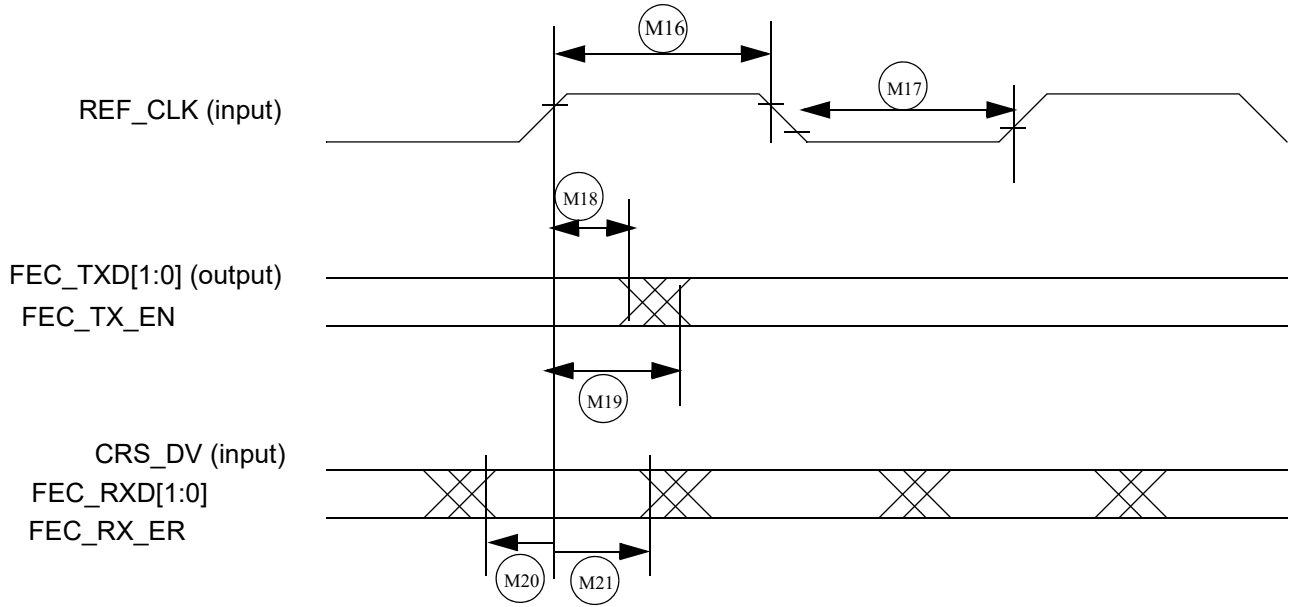 M16
REF_CLK (input)
M17
M18
FEC_TXD[1:0] (output)
FEC_TX_EN
M19
CRS_DV (input)
FEC_RXD[1:0]
FEC_RX_ER
M20
M21